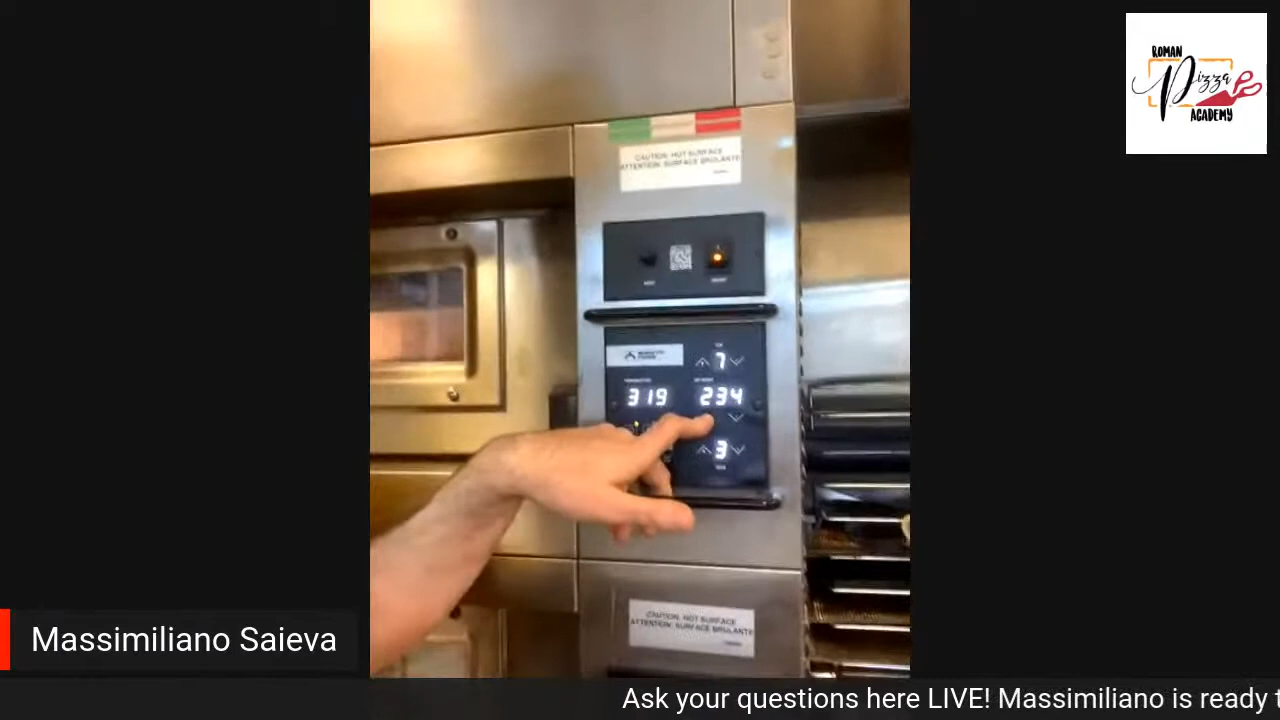 ROMAN
Pizza
ACADEMY
CAUTION: HOT SURFACE
ATTENTION: SURFACE BRULANTE
7
319 234
3
CAUTION: HOT SURFACE
ATTENTION: SURFACE BRULANTE
Massimiliano Saieva
Ask your questions here LIVE! Massimiliano is ready